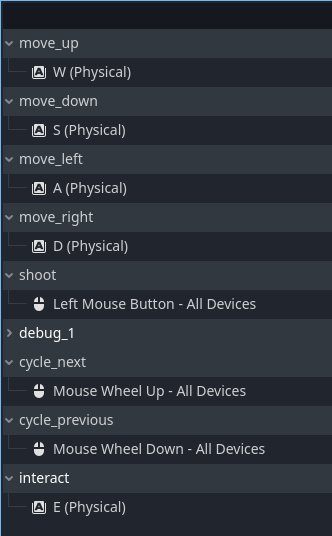 move_up
W (Physical)
move_down
S (Physical)
move_left
A (Physical)
move_right
D (Physical)
shoot
Left Mouse Button - All Devices
debug_1
cycle_next
Mouse Wheel Up - All Devices
cycle_previous
Mouse Wheel Down - All Devices
interact
E (Physical)